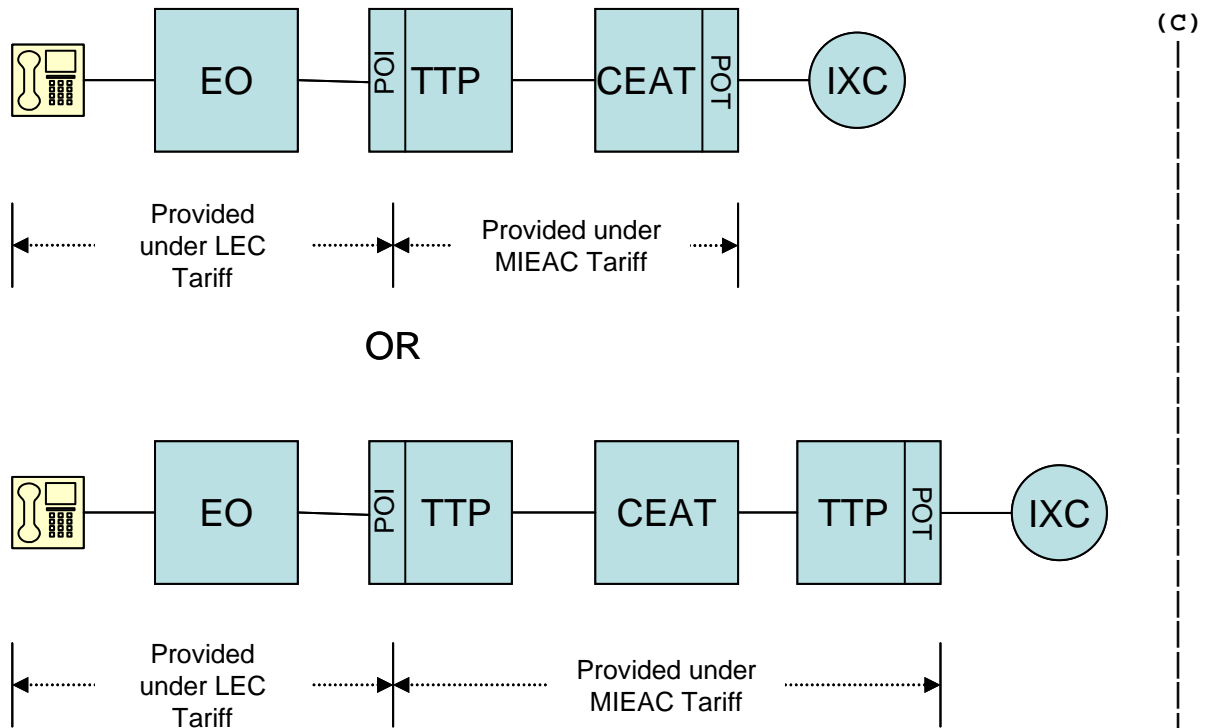 (C)
EO
POI
TTP
CEAT
POT
IXC
Provided
under LEC
Tariff
Provided under
MIEAC Tariff
OR
EO
POI
TTP
CEAT
TTP
POT
IXC
Provided
under LEC
Tariff
Provided under
MIEAC Tariff